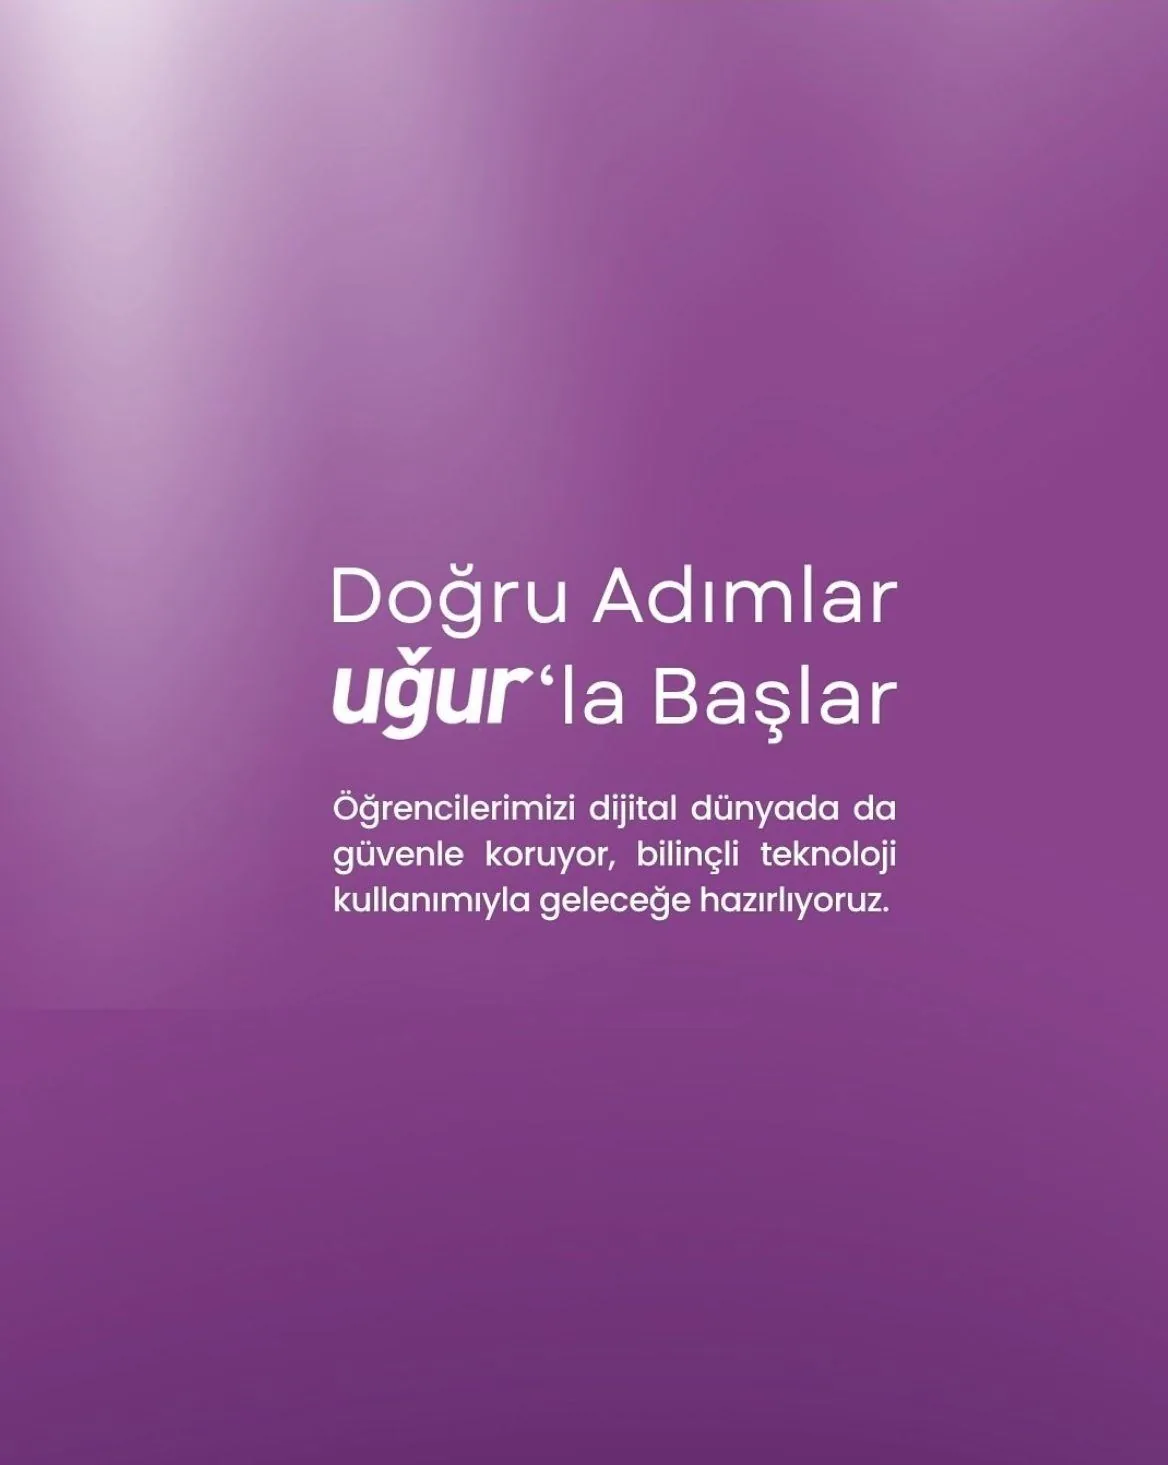 Doğru Adımlar
uğur‘la Başlar
Öğrencilerimizi dijital dünyada da
güvenle koruyor, bilinçli teknoloji
kullanımıyla geleceğe hazırlıyoruz.